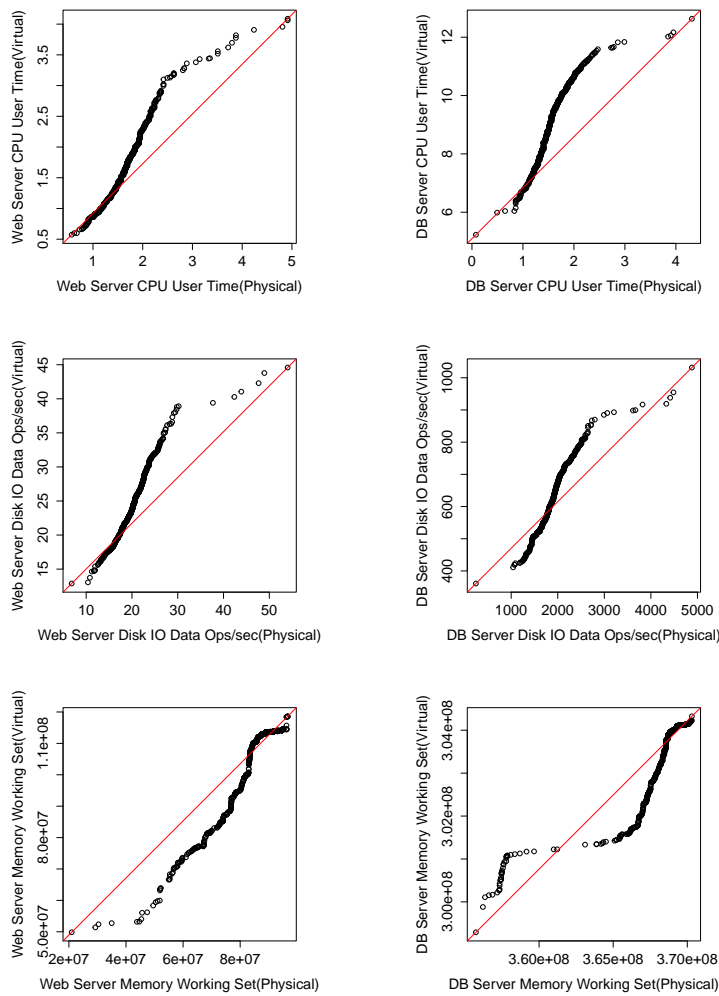 Web Server CPU User Time(Virtual)
0.5 1.5 2.5 3.5
1 2 3 4 5
Web Server CPU User Time(Physical)
DB Server CPU User Time(Virtual)
6 8 10 12
0 1 2 3 4
DB Server CPU User Time(Physical)
Web Server Disk IO Data Ops/sec(Virtual)
15 20 25 30 35 40 45
10 20 30 40 50
Web Server Disk IO Data Ops/sec(Physical)
DB Server Disk IO Data Ops/sec(Virtual)
400 600 800 1000
1000 2000 3000 4000 5000
DB Server Disk IO Data Ops/sec(Physical)
Web Server Memory Working Set(Virtual)
5.0e+07 8.0e+07 1.1e+08
2e+07 4e+07 6e+07 8e+07
Web Server Memory Working Set(Physical)
DB Server Memory Working Set(Virtual)
3.00e+08 3.02e+08 3.04e+08
3.60e+08 3.65e+08 3.70e+08
DB Server Memory Working Set(Physical)